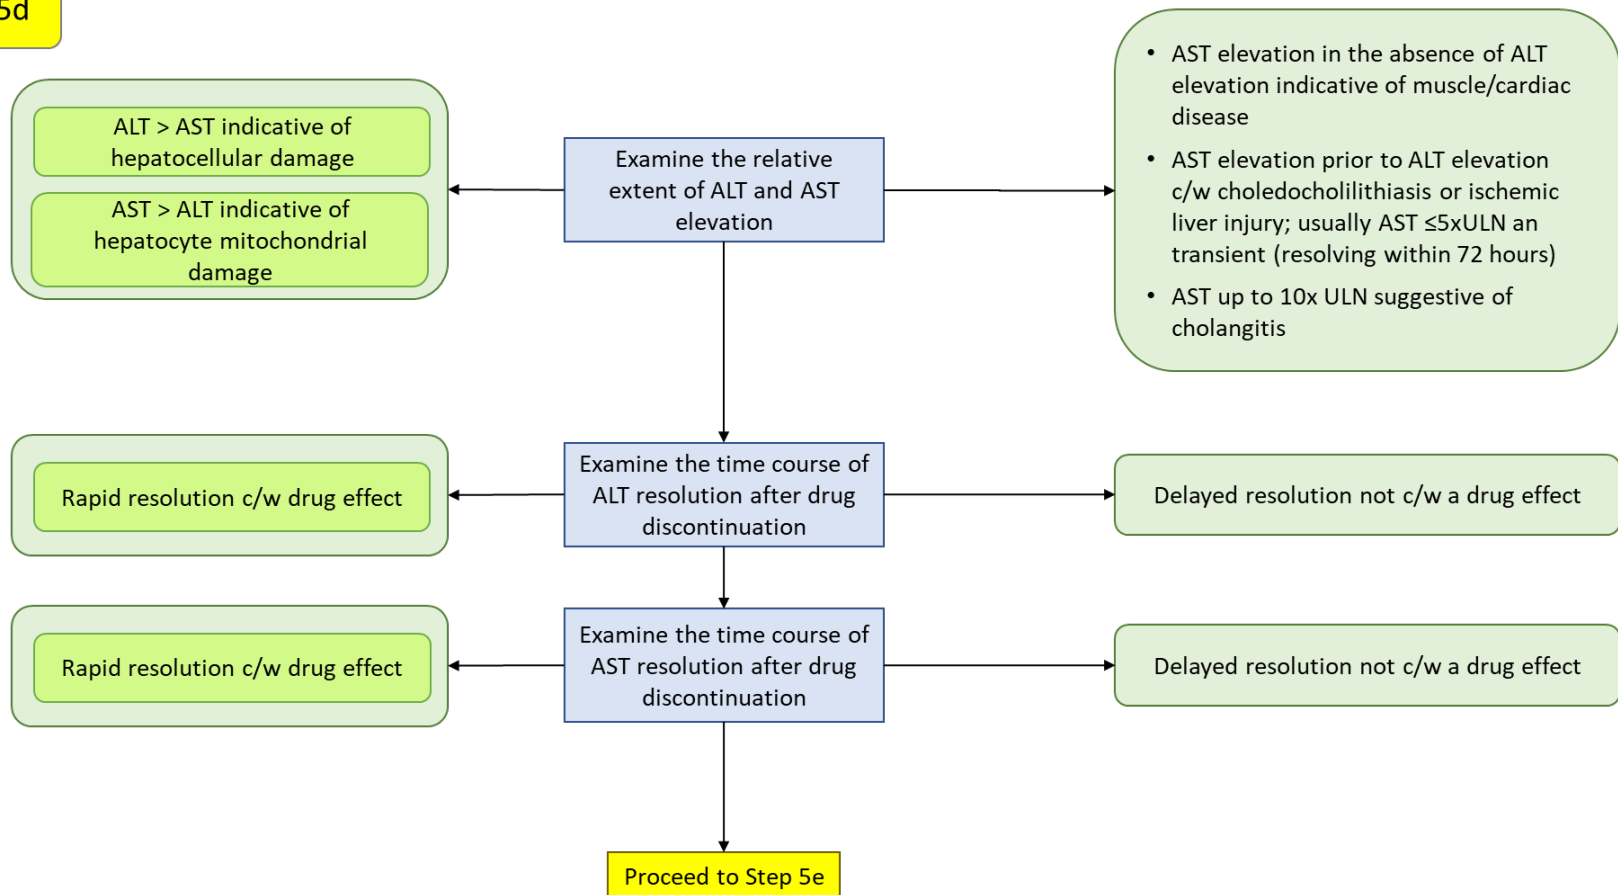 5d
ALT > AST indicative of
hepatocellular damage
AST > ALT indicative of
hepatocyte mitochondrial
damage
Examine the relative
extent of ALT and AST
elevation
• AST elevation in the absence of ALT
elevation indicative of muscle/cardiac
disease
• AST elevation prior to ALT elevation
c/w choledocholilithiasis or ischemic
liver injury; usually AST ≤5xULN an
transient (resolving within 72 hours)
• AST up to 10x ULN suggestive of
cholangitis
Rapid resolution c/w drug effect
Examine the time course of
ALT resolution after drug
discontinuation
Delayed resolution not c/w a drug effect
Rapid resolution c/w drug effect
Examine the time course of
AST resolution after drug
discontinuation
Delayed resolution not c/w a drug effect
Proceed to Step 5e